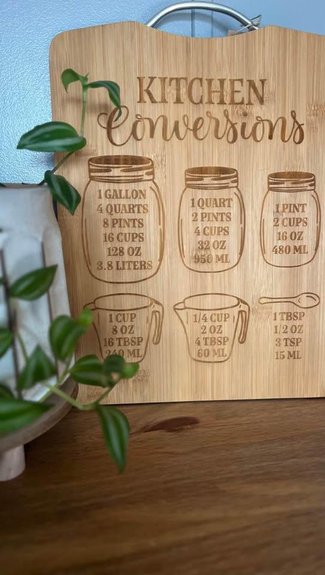 KITCHEN
Conversions
1 GALLON
4 QUARTS
8 PINTS
16 CUPS
128 OZ
3.8 LITERS
1 QUART
2 PINTS
4 CUPS
32 OZ
950 ML
1 PINT
2 CUPS
16 OZ
480 ML
1 CUP
8 OZ
16 TBSP
240 ML
1/4 CUP
2 OZ
4 TBSP
60 ML
1 TBSP
1/2 OZ
3 TSP
15 ML